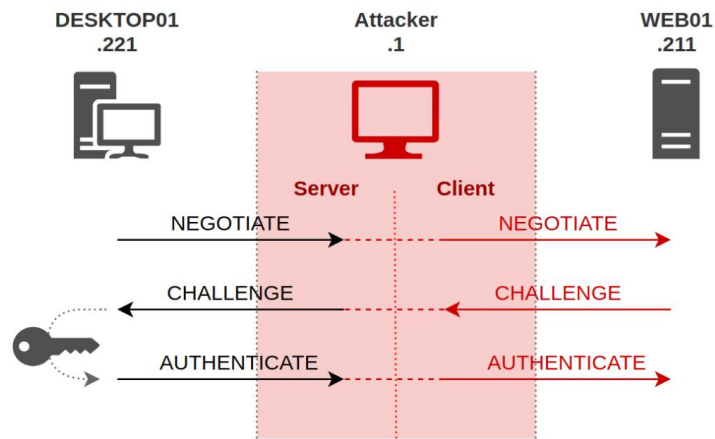 DESKTOP01
.221
Attacker
.1
WEB01
.211
Server
Client
NEGOTIATE
NEGOTIATE
CHALLENGE
CHALLENGE
AUTHENTICATE
AUTHENTICATE